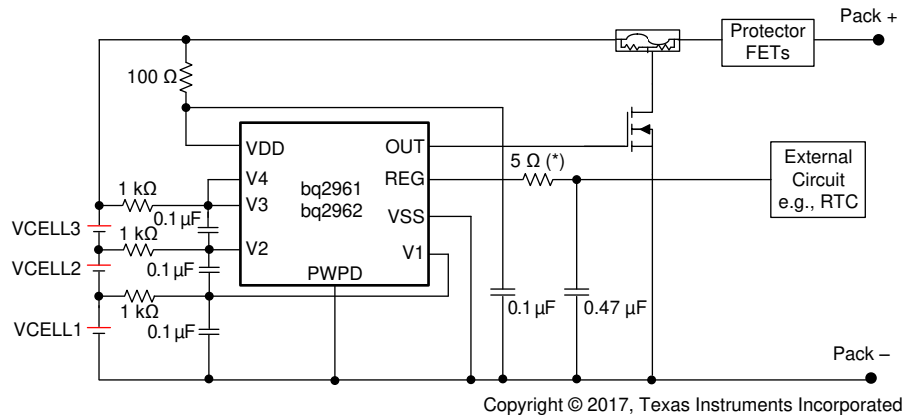 Pack +
Protector
FETs
100 Ω
VDD
OUT
5 Ω (*)
External
Circuit
e.g., RTC
1 kΩ
V4
REG
bq2961
bq2962
0.1 µF
V3
VCELL3
1 kΩ
VSS
V2
VCELL2
0.1 µF
V1
PWPD
1 kΩ
0.1 µF
0.47 µF
VCELL1
0.1 µF
Pack –
Copyright © 2017, Texas Instruments Incorporated